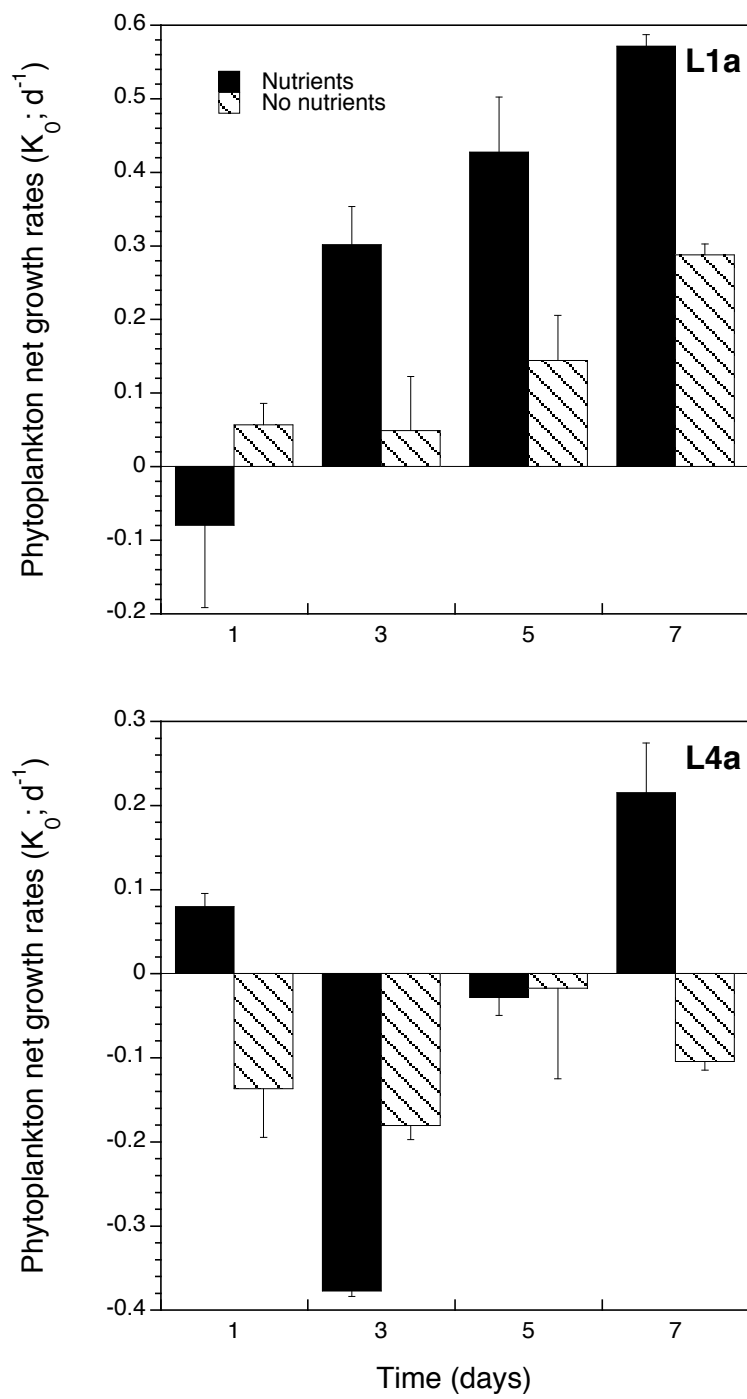 Phytoplankton net growth rates (K₀; d⁻¹)
0.6
0.5
0.4
0.3
0.2
0.1
0
-0.1
-0.2
L1a
Nutrients
No nutrients
1 3 5 7
Phytoplankton net growth rates (K₀; d⁻¹)
0.3
0.2
0.1
0
-0.1
-0.2
-0.3
-0.4
L4a
1 3 5 7
Time (days)